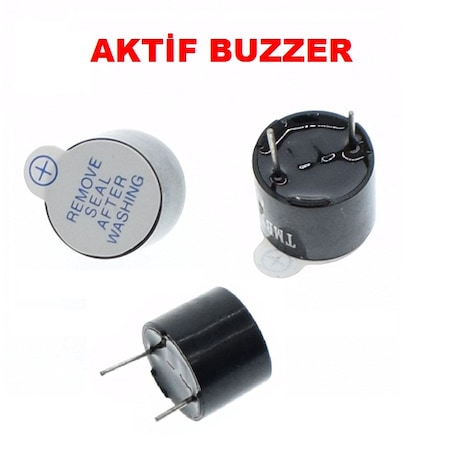 AKTİF BUZZER
REMOVE
SEAL
AFTER
WASHING